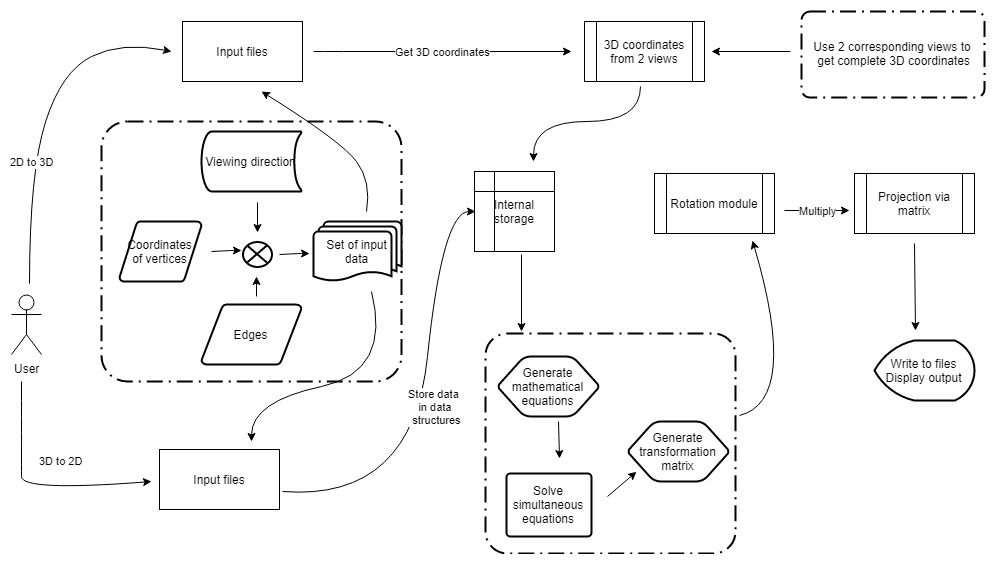 Input files
Get 3D coordinates
3D coordinates
from 2 views
Use 2 corresponding views to
get complete 3D coordinates
2D to 3D
Viewing direction
Coordinates
of vertices
Set of input
data
Edges
User
Internal
storage
Rotation module
Multiply
Projection via
matrix
Write to files
Display output
Generate
mathematical
equations
Store data
in data
structures
Generate
transformation
matrix
Solve
simultaneous
equations
3D to 2D
Input files